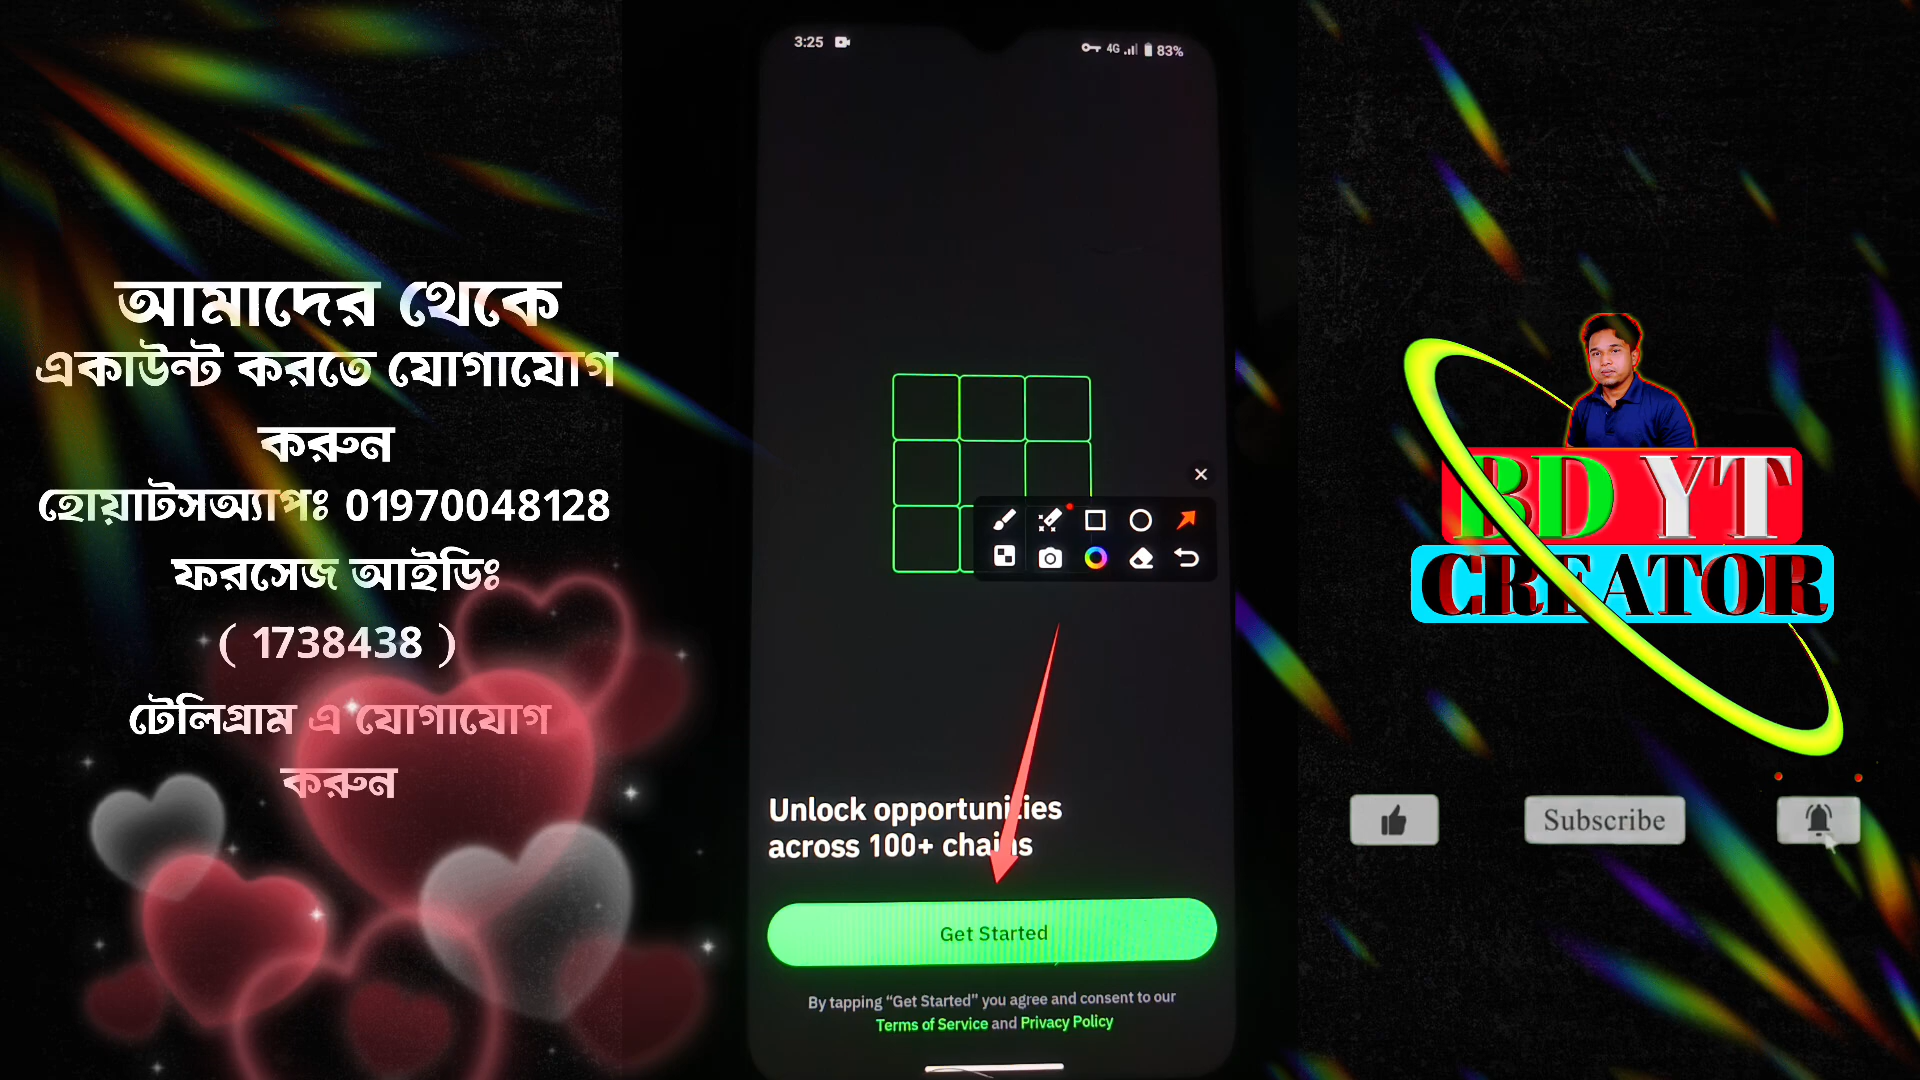 আমাদের থেকে
একাউন্ট করতে যোগাযোগ
করুন
হোয়াটসঅ্যাপঃ 01970048128
ফরসেজ আইডিঃ
( 1738438 )
টেলিগ্রাম এ যোগাযোগ
করুন
3:25
4G 83%
Unlock opportunities
across 100+ chains
Get Started
By tapping “Get Started” you agree and consent to our
Terms of Service and Privacy Policy
BD YT
CREATOR
Subscribe